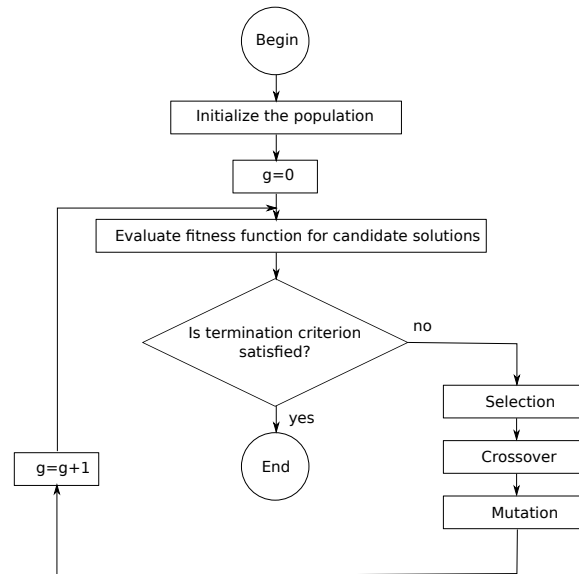 Begin
Initialize the population
g=0
Evaluate fitness function for candidate solutions
Is termination criterion
satisfied?
no
yes
Selection
Crossover
Mutation
End
g=g+1